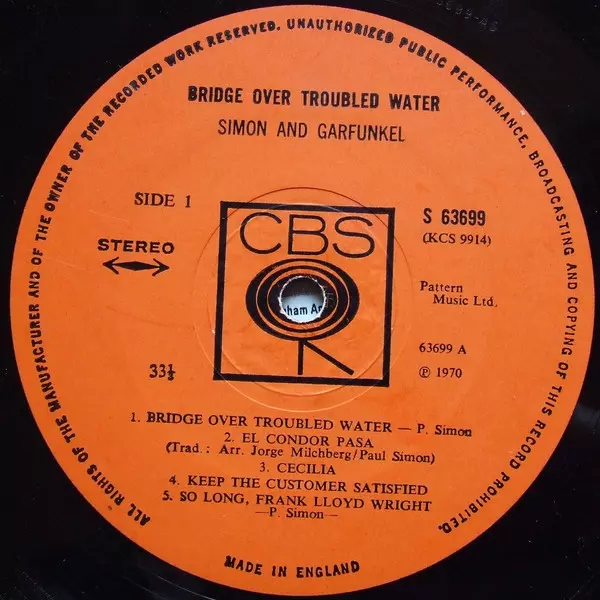 ALL RIGHTS OF THE MANUFACTURER AND OF THE OWNER OF THE RECORDED WORK RESERVED. UNAUTHORIZED PUBLIC PERFORMANCE, BROADCASTING AND COPYING OF THIS RECORD PROHIBITED.
BRIDGE OVER TROUBLED WATER
SIMON AND GARFUNKEL
SIDE 1
STEREO
CBS
S 63699
(KCS 9914)
Pattern
Music Ltd.
33⅓
63699 A
℗ 1970
1. BRIDGE OVER TROUBLED WATER — P. Simon
2. EL CONDOR PASA
(Trad.: Arr. Jorge Milchberg/Paul Simon)
3. CECILIA
4. KEEP THE CUSTOMER SATISFIED
5. SO LONG, FRANK LLOYD WRIGHT
—P. Simon—
MADE IN ENGLAND